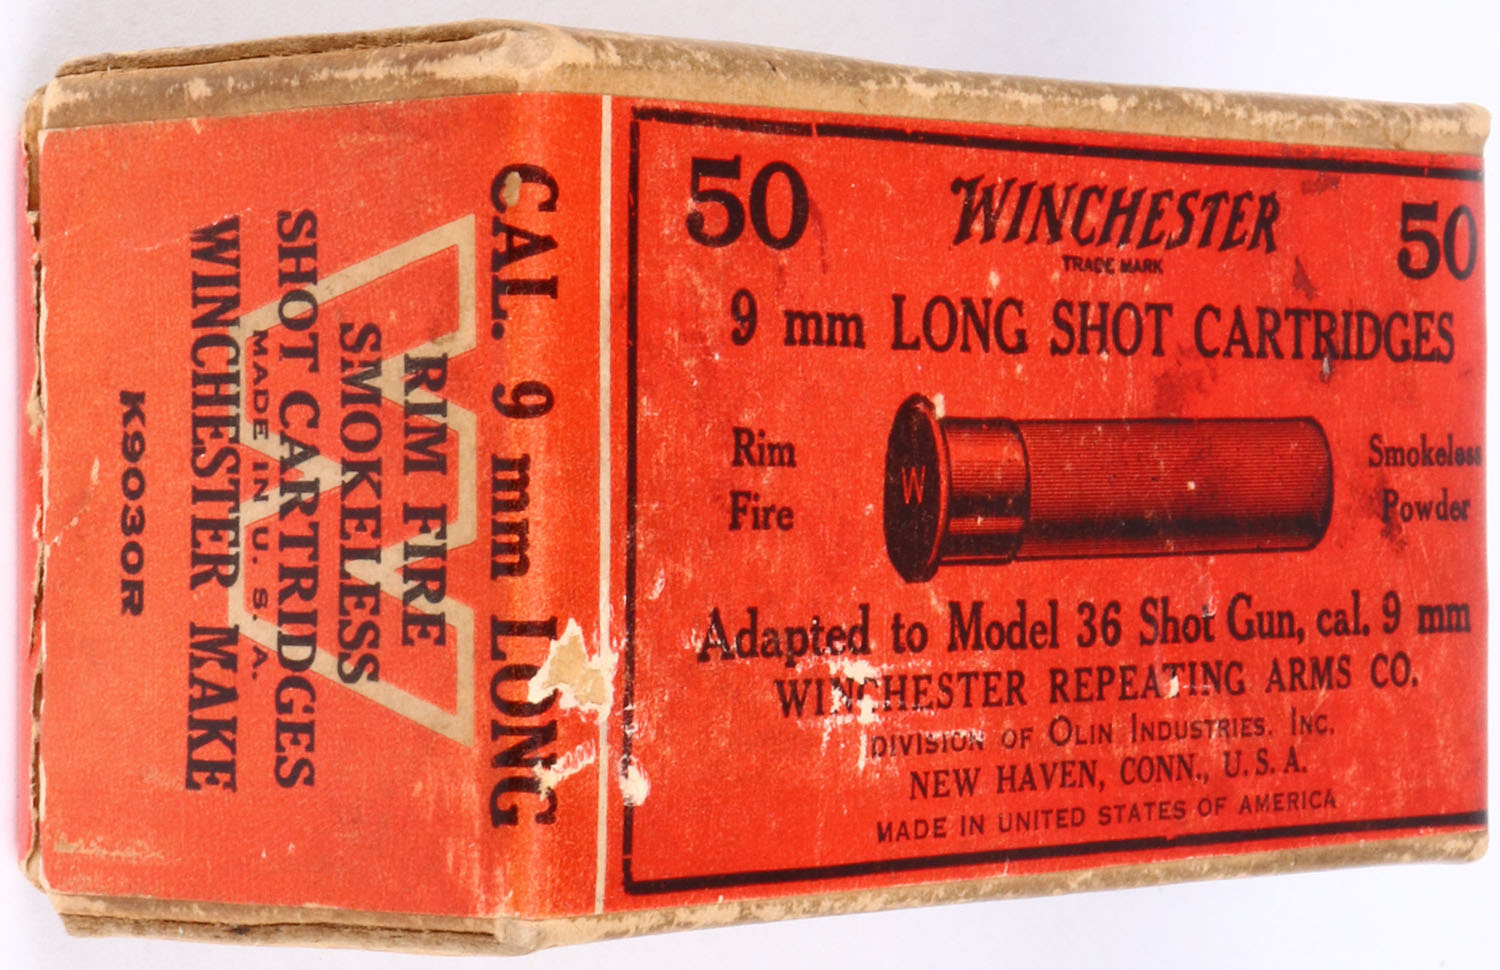 50 WINCHESTER 50
TRADE MARK
9 mm LONG SHOT CARTRIDGES
Rim Fire
W
Smokeless Powder
Adapted to Model 36 Shot Gun, cal. 9 mm
WINCHESTER REPEATING ARMS CO.
DIVISION OF OLIN INDUSTRIES, INC.
NEW HAVEN, CONN., U.S.A.
MADE IN UNITED STATES OF AMERICA
CAL. 9 mm LONG
RIM FIRE
SMOKELESS
SHOT CARTRIDGES
MADE IN U.S.A.
WINCHESTER MAKE
K9030R
W